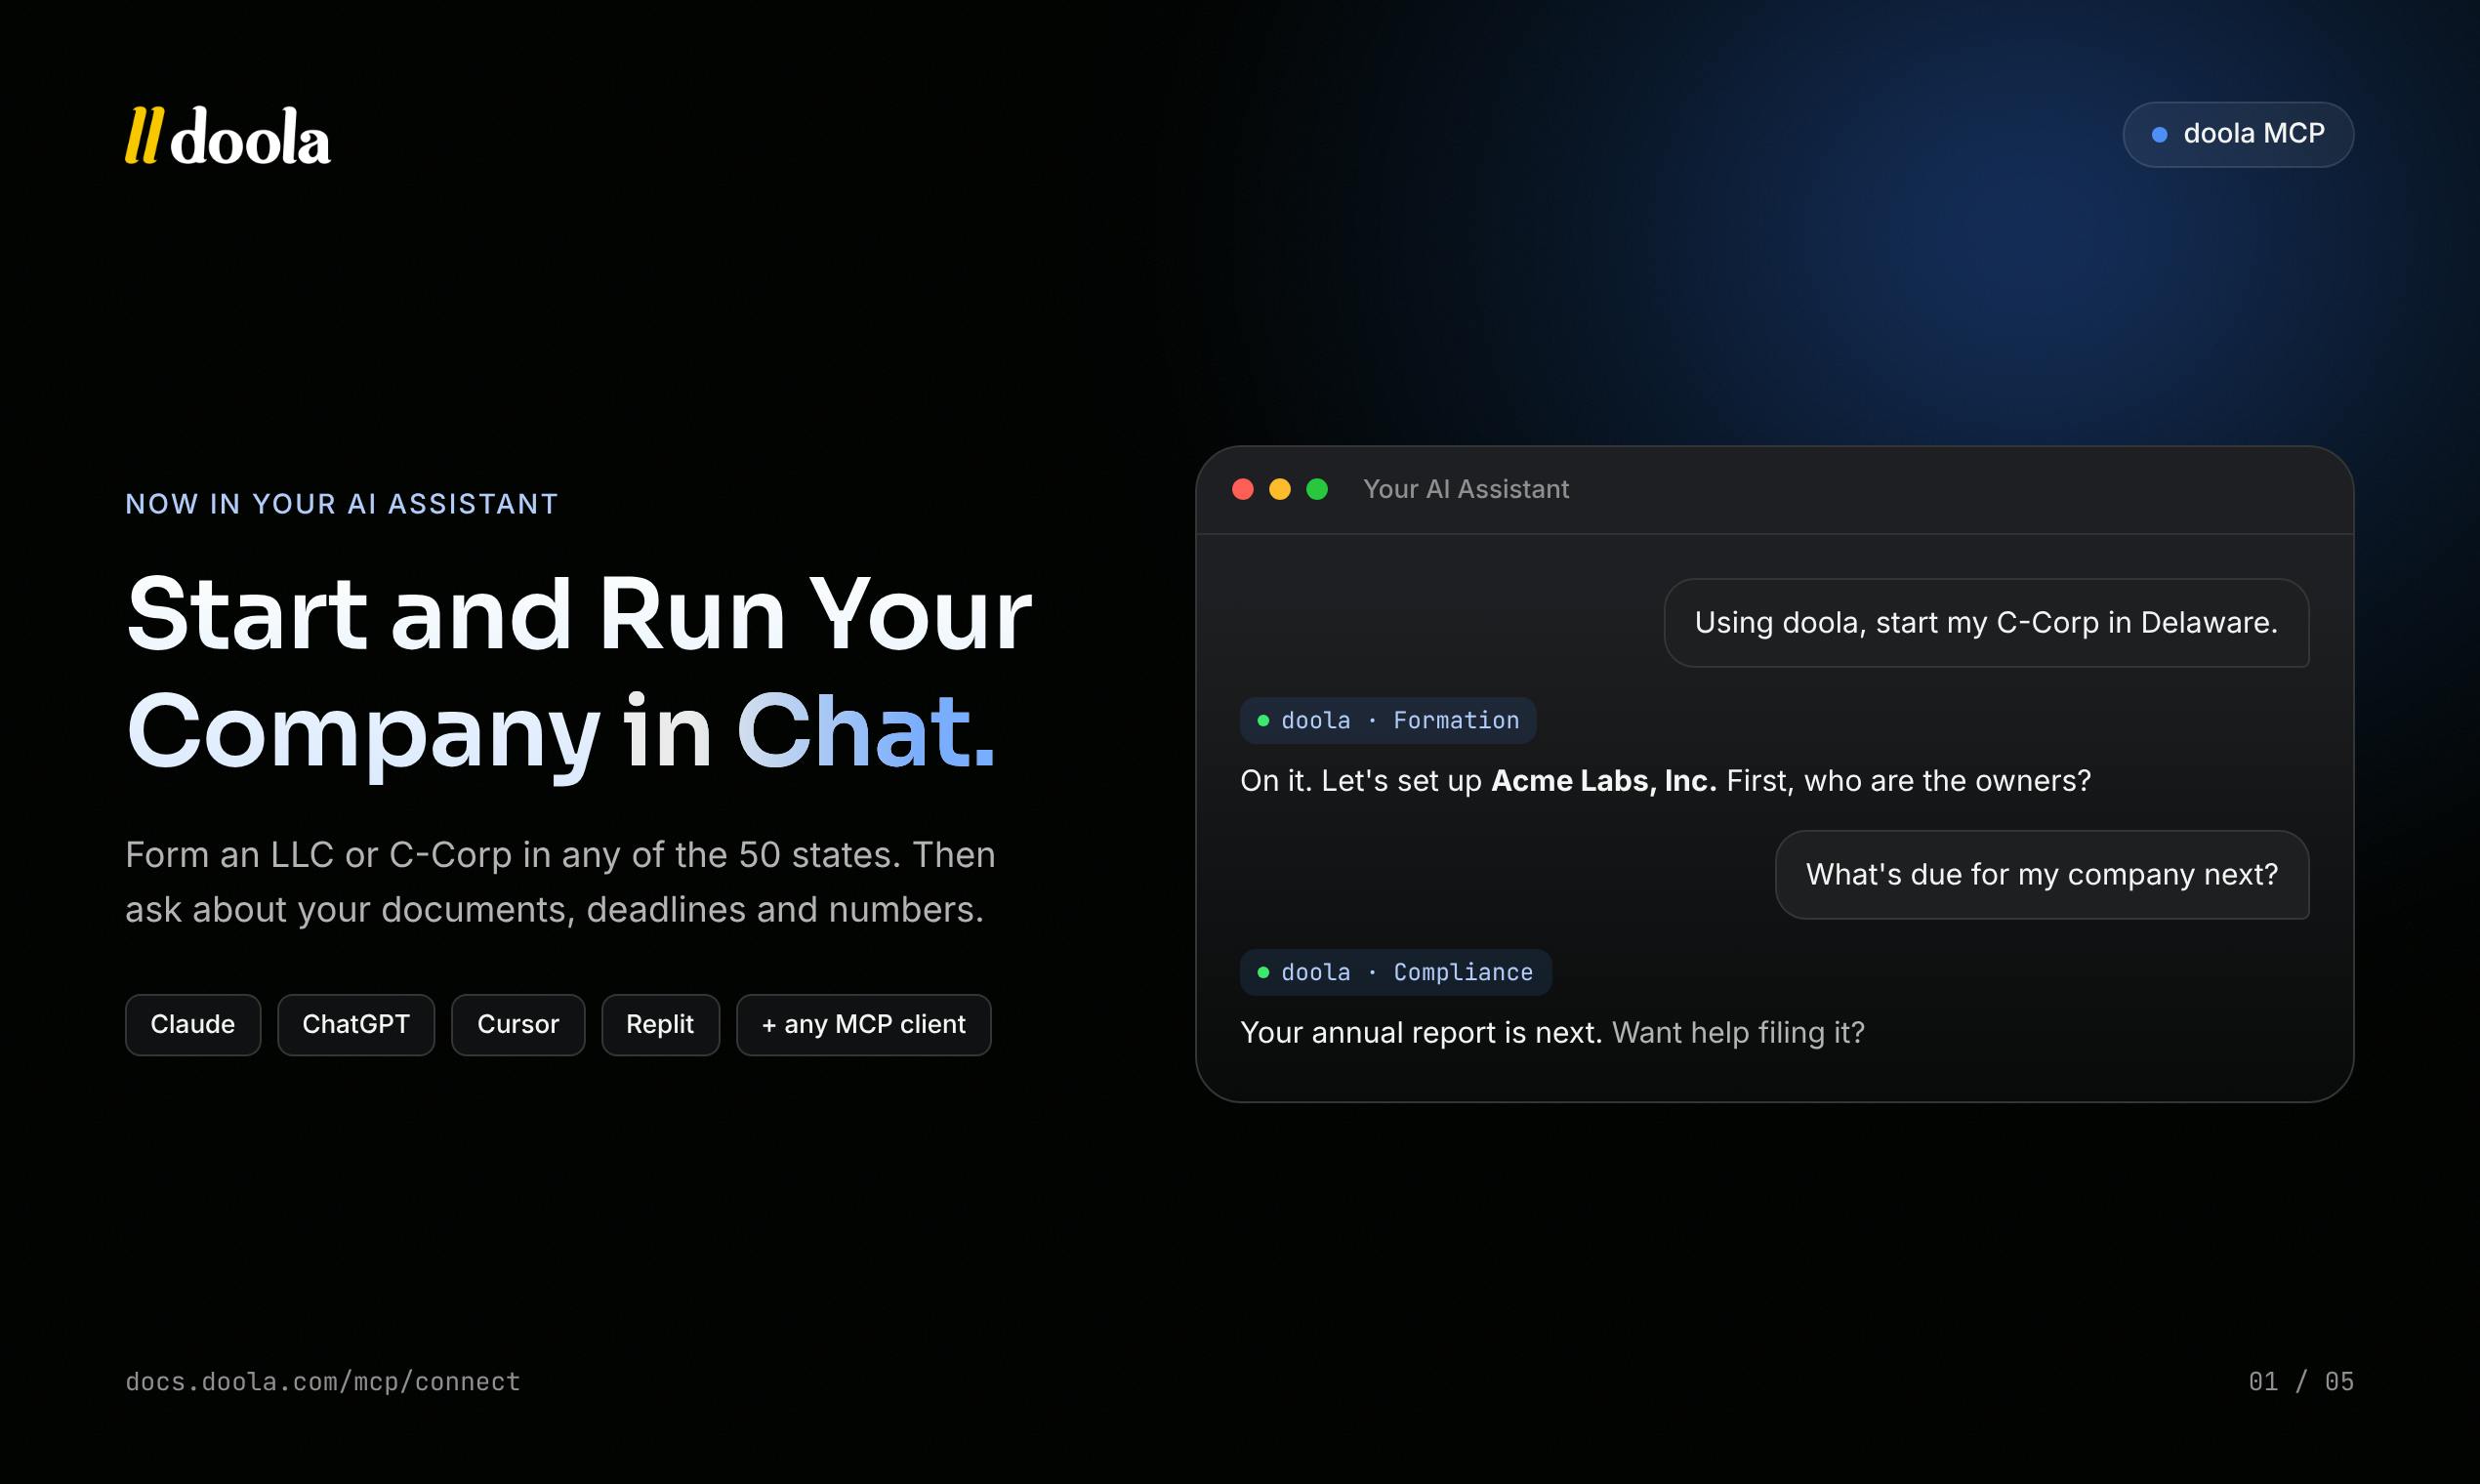 doola
doola MCP
NOW IN YOUR AI ASSISTANT
Start and Run Your
Company in Chat.
Form an LLC or C-Corp in any of the 50 states. Then
ask about your documents, deadlines and numbers.
Claude
ChatGPT
Cursor
Replit
+ any MCP client
Your AI Assistant
Using doola, start my C-Corp in Delaware.
doola · Formation
On it. Let's set up Acme Labs, Inc. First, who are the owners?
What's due for my company next?
doola · Compliance
Your annual report is next. Want help filing it?
docs.doola.com/mcp/connect
01 / 05